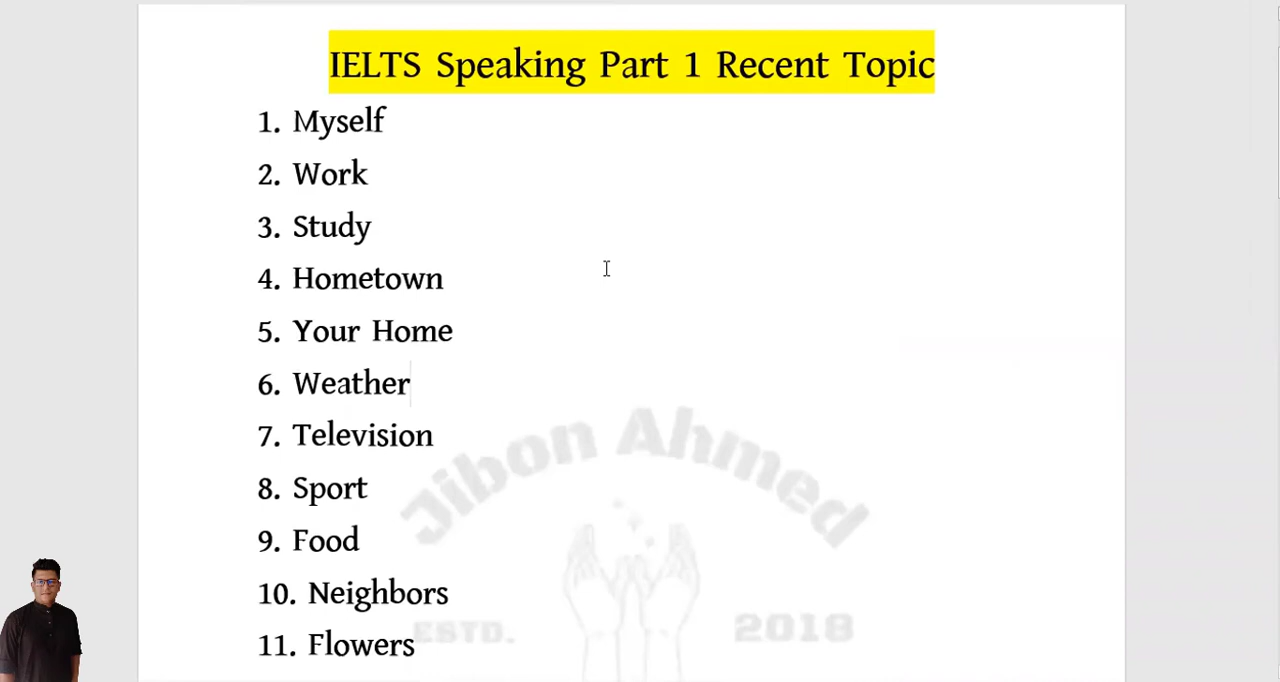 IELTS Speaking Part 1 Recent Topic
1. Myself
2. Work
3. Study
4. Hometown
5. Your Home
6. Weather
7. Television
8. Sport
9. Food
10. Neighbors
11. Flowers
Jibon Ahmed
ESTD. 2018